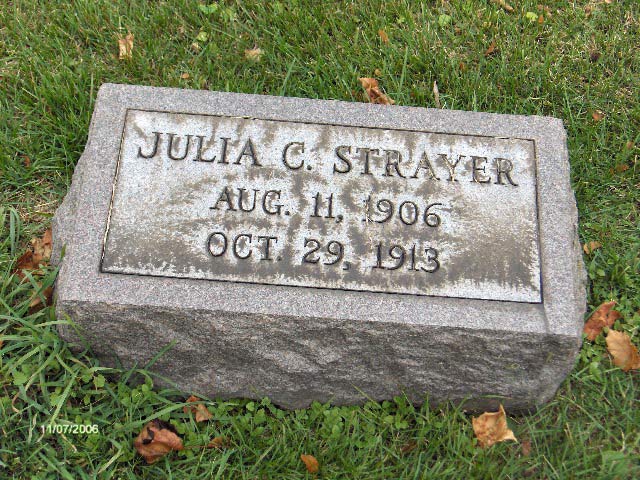 JULIA C. STRAYER
AUG. 11, 1906
OCT. 29, 1913
11/07/2006